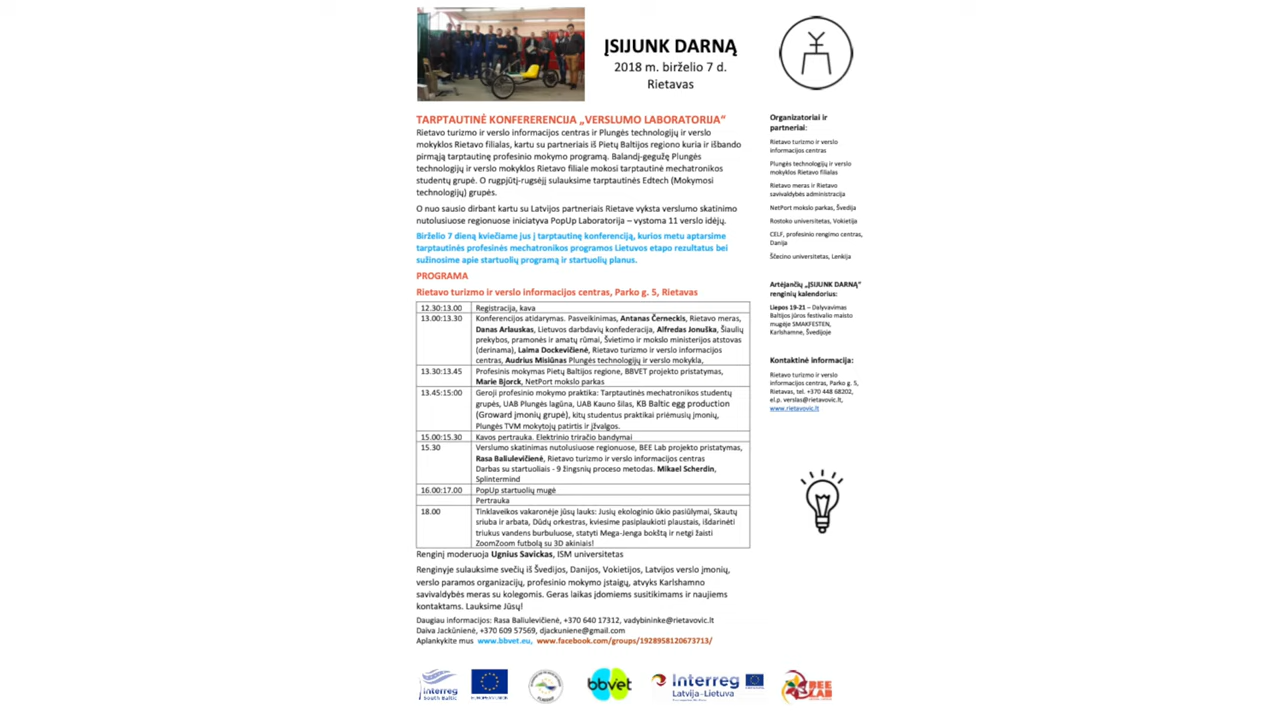 ĮSIJUNK DARNĄ
2018 m. birželio 7 d.
Rietavas
TARPTAUTINĖ KONFERERENCIJA „VERSLUMO LABORATORIJA“
Rietavo turizmo ir verslo informacijos centras ir Plungės technologijų ir verslo
mokyklos Rietavo filialas, kartu su partneriais iš Pietų Baltijos regiono kuria ir išbando
pirmąją tarptautinę profesinio mokymo programą. Balandį-gegužę Plungės
technologijų ir verslo mokyklos Rietavo filiale mokosi tarptautinė mechatronikos
studentų grupė. O rugpjūtį-rugsėjį sulauksime tarptautinės Edtech (Mokymosi
technologijų) grupės.
O nuo sausio dirbant kartu su Latvijos partneriais Rietave vyksta verslumo skatinimo
nutolusiuose regionuose iniciatyva PopUp Laboratorija – vystoma 11 verslo idėjų.
Birželio 7 dieną kviečiame jus į tarptautinę konferenciją, kurios metu aptarsime
tarptautinės profesinės mechatronikos programos Lietuvos etapo rezultatus bei
sužinosime apie startuolių programą ir startuolių planus.
PROGRAMA
Rietavo turizmo ir verslo informacijos centras, Parko g. 5, Rietavas
12.30:13.00 Registracija, kava
13.00:13.30 Konferencijos atidarymas. Pasveikinimas, Antanas Černeckis, Rietavo meras,
Danas Arlauskas, Lietuvos darbdavių konfederacija, Alfredas Jonuška, Šiaulių
prekybos, pramonės ir amatų rūmai, Švietimo ir mokslo ministerijos atstovas
(derinama), Laima Dockevičienė, Rietavo turizmo ir verslo informacijos
centras, Audrius Misiūnas Plungės technologijų ir verslo mokykla,
13.30:13.45 Profesinis mokymas Pietų Baltijos regione, BBVET projekto pristatymas,
Marie Bjorck, NetPort mokslo parkas
13.45:15:00 Geroji profesinio mokymo praktika: Tarptautinės mechatronikos studentų
grupės, UAB Plungės lagūna, UAB Kauno šilas, KB Baltic egg production
(Groward įmonių grupė), kitų studentus praktikai priėmusių įmonių,
Plungės TVM mokytojų patirtis ir įžvalgos.
15.00:15.30 Kavos pertrauka. Elektrinio triračio bandymai
15.30 Verslumo skatinimas nutolusiuose regionuose, BEE Lab projekto pristatymas,
Rasa Baliulevičienė, Rietavo turizmo ir verslo informacijos centras
Darbas su startuoliais - 9 žingsnių proceso metodas. Mikael Scherdin,
Splintermind
16.00:17.00 PopUp startuolių mugė
Pertrauka
18.00 Tinklaveikos vakaronėje jūsų lauks: Jusių ekologinio ūkio pasiūlymai, Skautų
sriuba ir arbata, Dūdų orkestras, kviesime pasiplaukioti plaustais, išdarinėti
triukus vandens burbuluose, statyti Mega-Jenga bokštą ir netgi žaisti
ZoomZoom futbolą su 3D akiniais!
Renginį moderuoja Ugnius Savickas, ISM universitetas
Renginyje sulauksime svečių iš Švedijos, Danijos, Vokietijos, Latvijos verslo įmonių,
verslo paramos organizacijų, profesinio mokymo įstaigų, atvyks Karlshamno
savivaldybės meras su kolegomis. Geras laikas įdomiems susitikimams ir naujiems
kontaktams. Lauksime Jūsų!
Daugiau informacijos: Rasa Baliulevičienė, +370 640 17312, vadybininke@rietavovic.lt
Daiva Jackūnienė, +370 609 57569, djackuniene@gmail.com
Aplankykite mus www.bbvet.eu, www.facebook.com/groups/1928958120673713/
Organizatoriai ir
partneriai:
Rietavo turizmo ir verslo
informacijos centras
Plungės technologijų ir verslo
mokyklos Rietavo filialas
Rietavo meras ir Rietavo
savivaldybės administracija
NetPort mokslo parkas, Švedija
Rostoko universitetas, Vokietija
CELF, profesinio rengimo centras,
Danija
Ščecino universitetas, Lenkija
Artėjančių „ĮSIJUNK DARNĄ“
renginių kalendorius:
Liepos 19-21 – Dalyvavimas
Baltijos jūros festivalio maisto
mugėje SMAKFESTEN,
Karlshamne, Švedijoje
Kontaktinė informacija:
Rietavo turizmo ir verslo
informacijos centras, Parko g. 5,
Rietavas, tel. +370 448 68202,
el.p. verslas@rietavovic.lt,
www.rietavovic.lt
Interreg
South Baltic
EUROPEAN UNION
bbvet
Interreg
Latvija-Lietuva
BEE
LAB